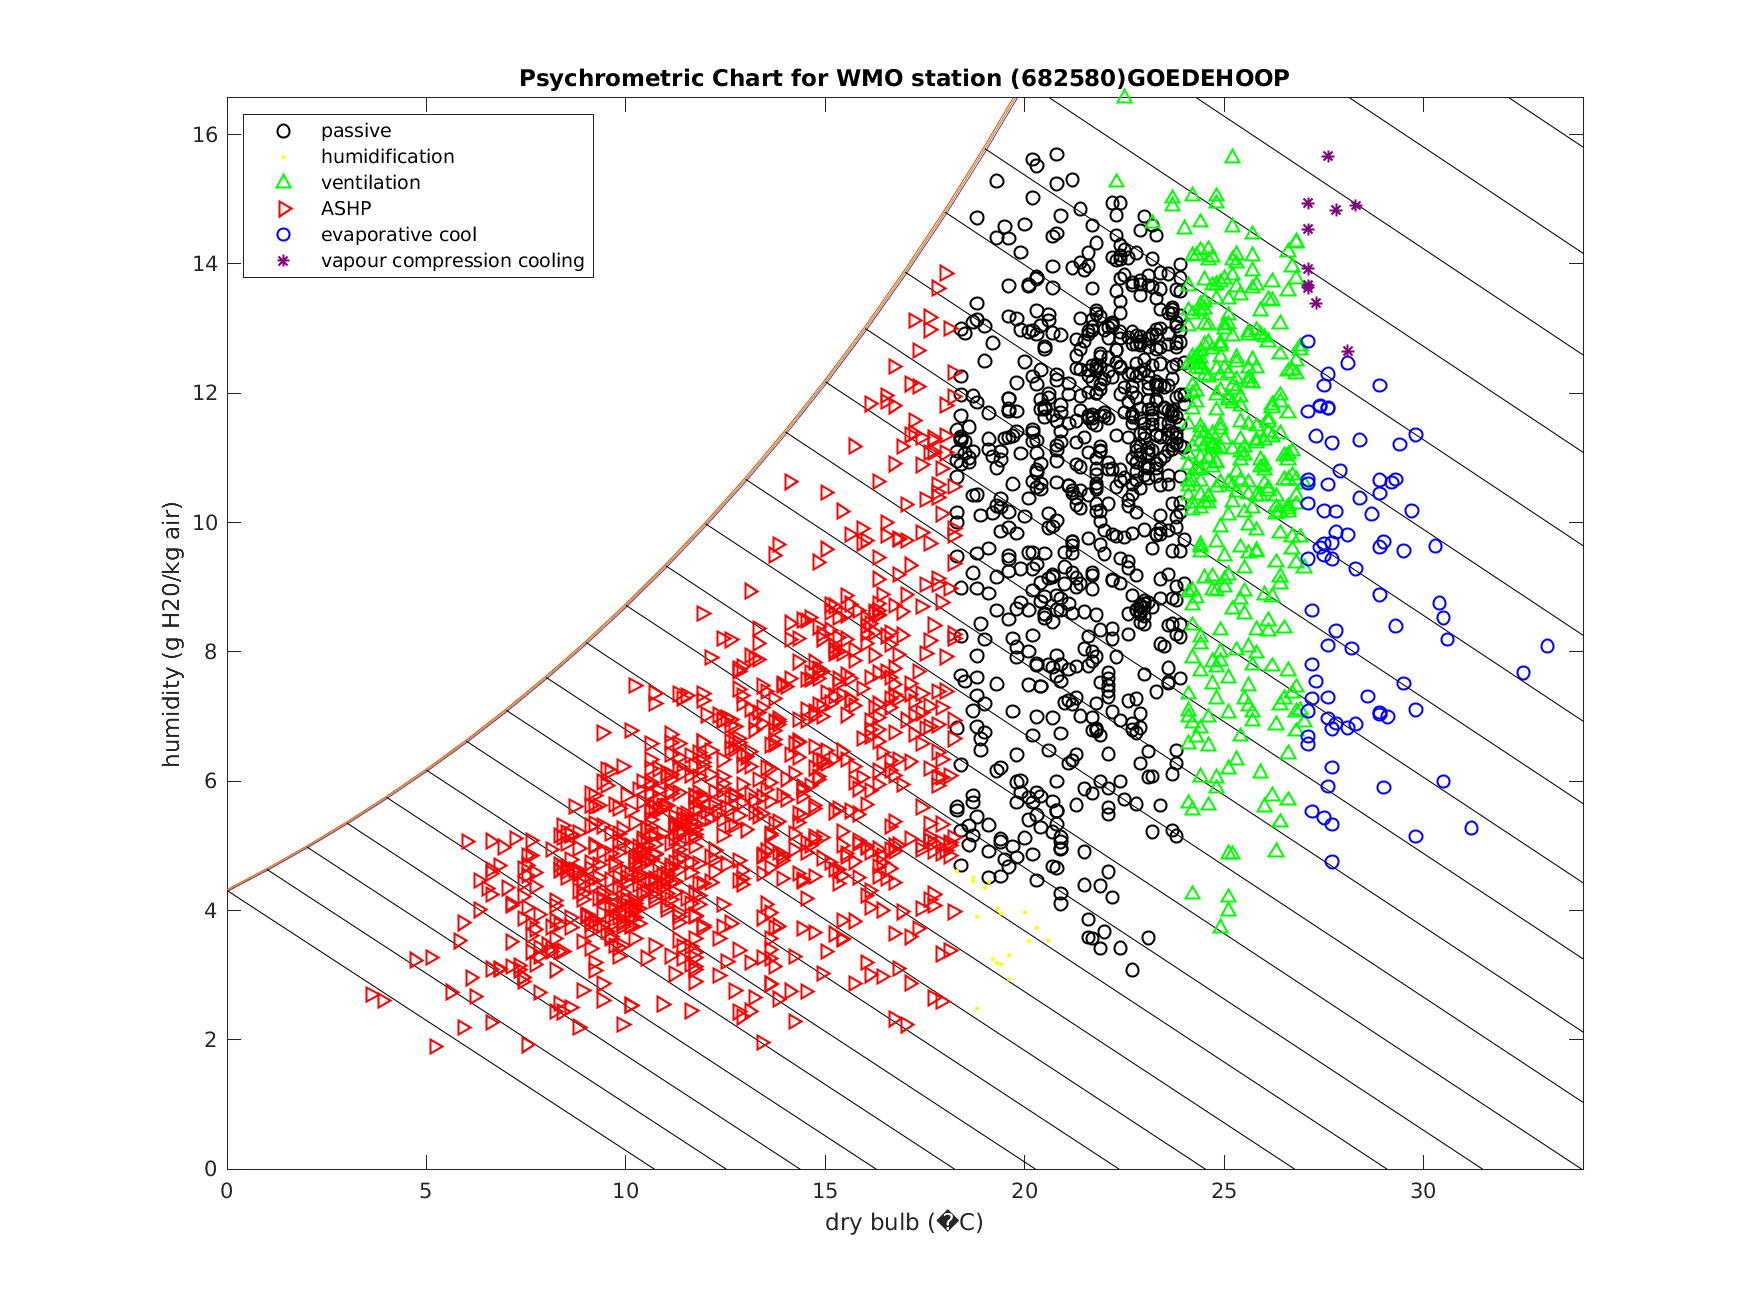 Psychrometric Chart for WMO station (682580)GOEDEHOOP
passive
humidification
ventilation
ASHP
evaporative cool
vapour compression cooling
humidity (g H20/kg air)
16
14
12
10
8
6
4
2
0
0 5 10 15 20 25 30
dry bulb (�C)